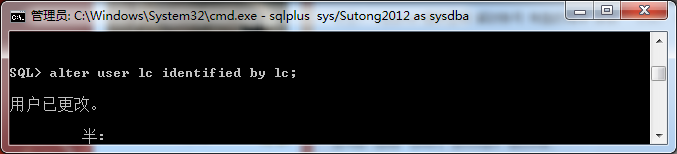 管理员: C:\Windows\System32\cmd.exe - sqlplus  sys/Sutong2012 as sysdba
SQL> alter user lc identified by lc;
用户已更改。
半: